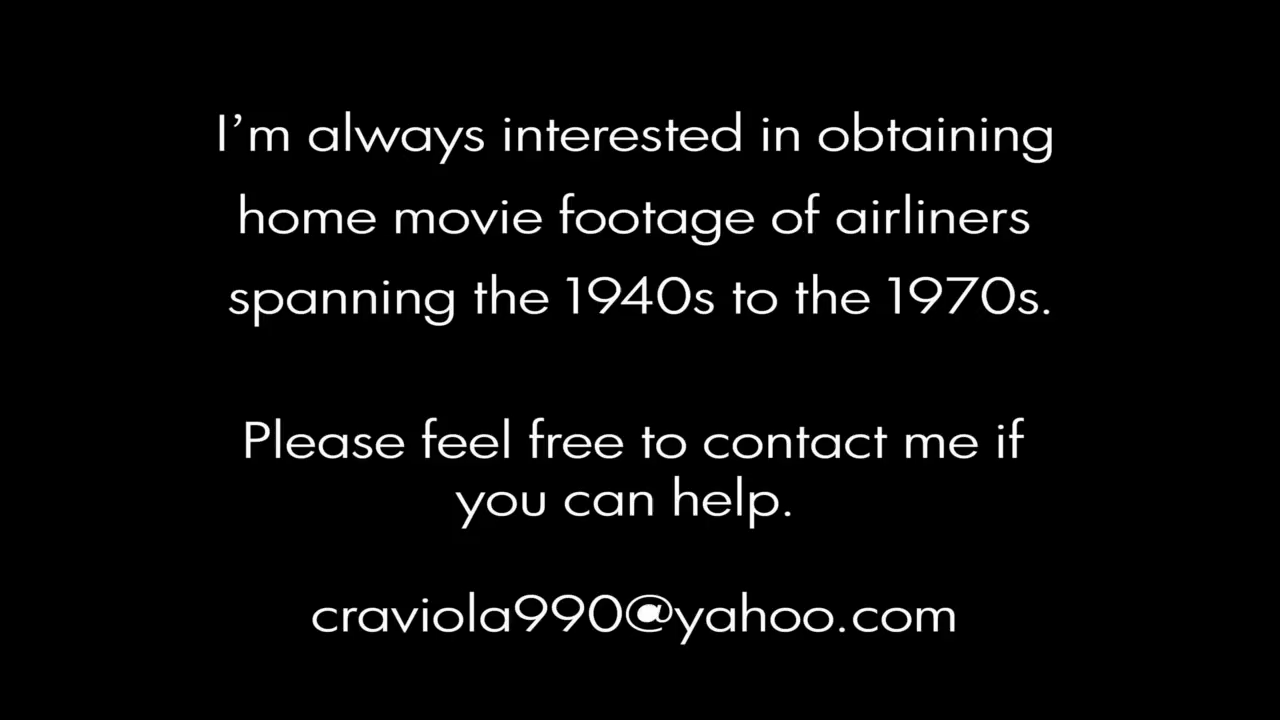 I’m always interested in obtaining
home movie footage of airliners
spanning the 1940s to the 1970s.
Please feel free to contact me if
you can help.
craviola990@yahoo.com